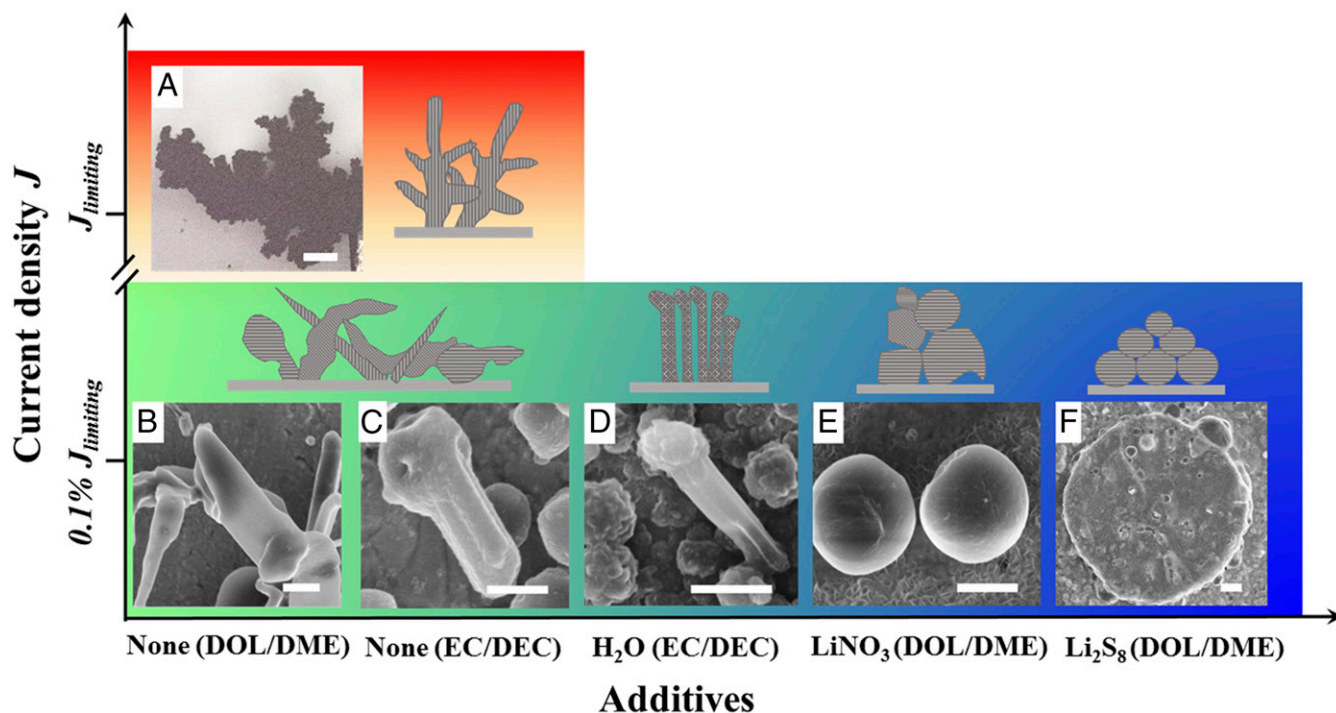 A
Current density J
J_limiting
0.1% J_limiting
B
C
D
E
F
None (DOL/DME)
None (EC/DEC)
H₂O (EC/DEC)
LiNO₃ (DOL/DME)
Li₂S₈ (DOL/DME)
Additives